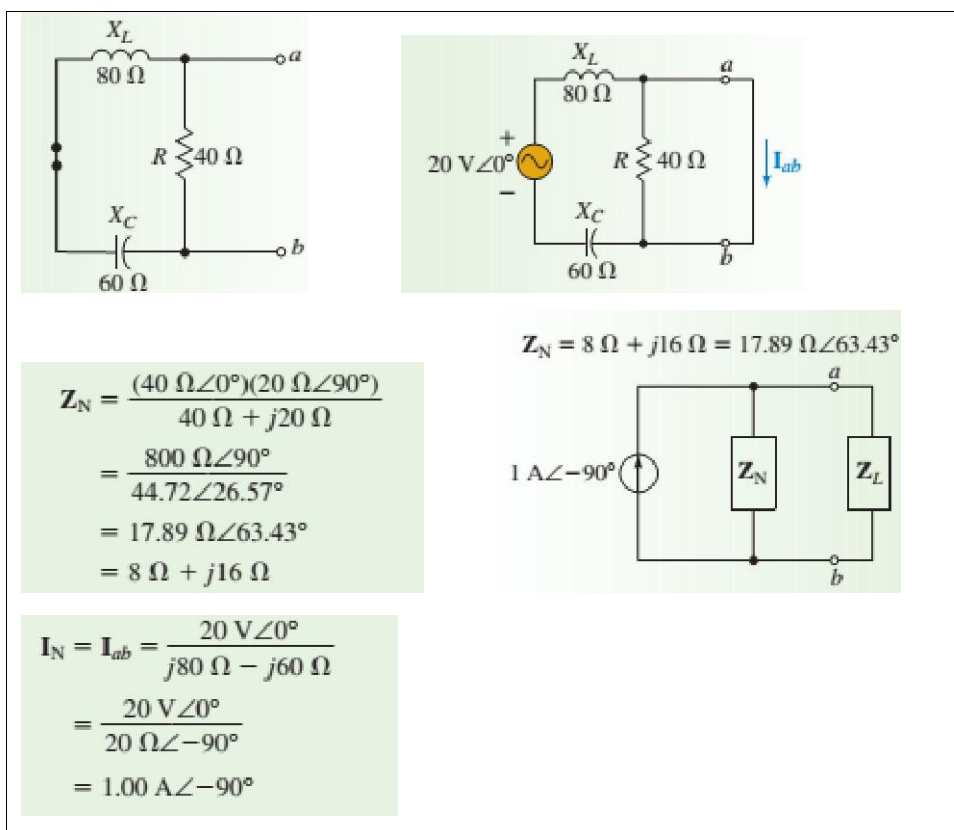 X_L
80 Ω
a
R 40 Ω
X_C
60 Ω
b
X_L
80 Ω
a
+
20 V∠0°
−
R 40 Ω
I_ab
X_C
60 Ω
b
Z_N = (40 Ω∠0°)(20 Ω∠90°) / 40 Ω + j20 Ω
= 800 Ω∠90° / 44.72∠26.57°
= 17.89 Ω∠63.43°
= 8 Ω + j16 Ω
Z_N = 8 Ω + j16 Ω = 17.89 Ω∠63.43°
a
1 A∠−90°
Z_N
Z_L
b
I_N = I_ab = 20 V∠0° / j80 Ω − j60 Ω
= 20 V∠0° / 20 Ω∠−90°
= 1.00 A∠−90°